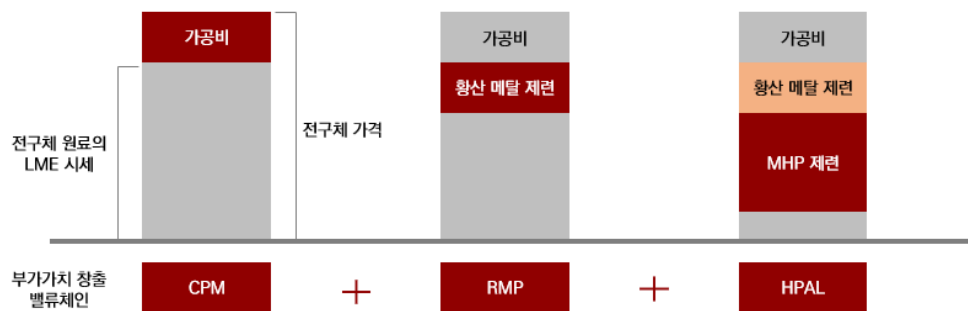 가공비
가공비
가공비
황산 메탈 제련
황산 메탈 제련
전구체 가격
전구체 원료의
LME 시세
MHP 제련
부가가치 창출
밸류체인
CPM
+
RMP
+
HPAL